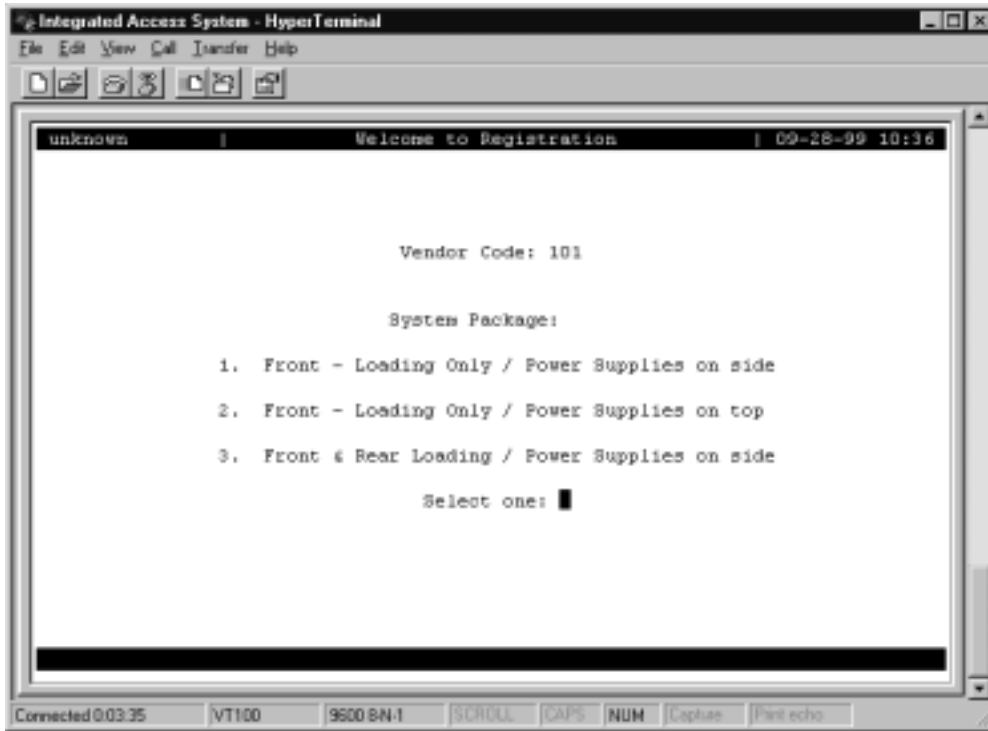 Integrated Access System - HyperTerminal
File Edit View Call Transfer Help
unknown | Welcome to Registration | 09-28-99 10:36
Vendor Code: 101
System Package:
1. Front - Loading Only / Power Supplies on side
2. Front - Loading Only / Power Supplies on top
3. Front & Rear Loading / Power Supplies on side
Select one:
Connected 0:03:35 VT100 9600 8-N-1 SCROLL CAPS NUM Capture Print echo